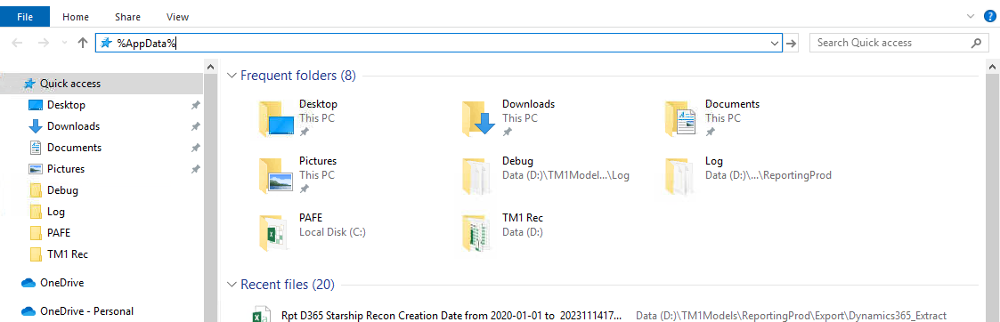 File Home Share View
%AppData% Search Quick access
Quick access
Desktop
Downloads
Documents
Pictures
Debug
Log
PAFE
TM1 Rec
OneDrive
OneDrive - Personal
Frequent folders (8)
Desktop
This PC
Downloads
This PC
Documents
This PC
Pictures
This PC
Debug
Data (D:)\TM1Model...\Log
Log
Data (D:)\...\ReportingProd
PAFE
Local Disk (C:)
TM1 Rec
Data (D:)
Recent files (20)
Rpt D365 Starship Recon Creation Date from 2020-01-01 to 2023111417... Data (D:)\TM1Models\ReportingProd\Export\Dynamics365_Extract